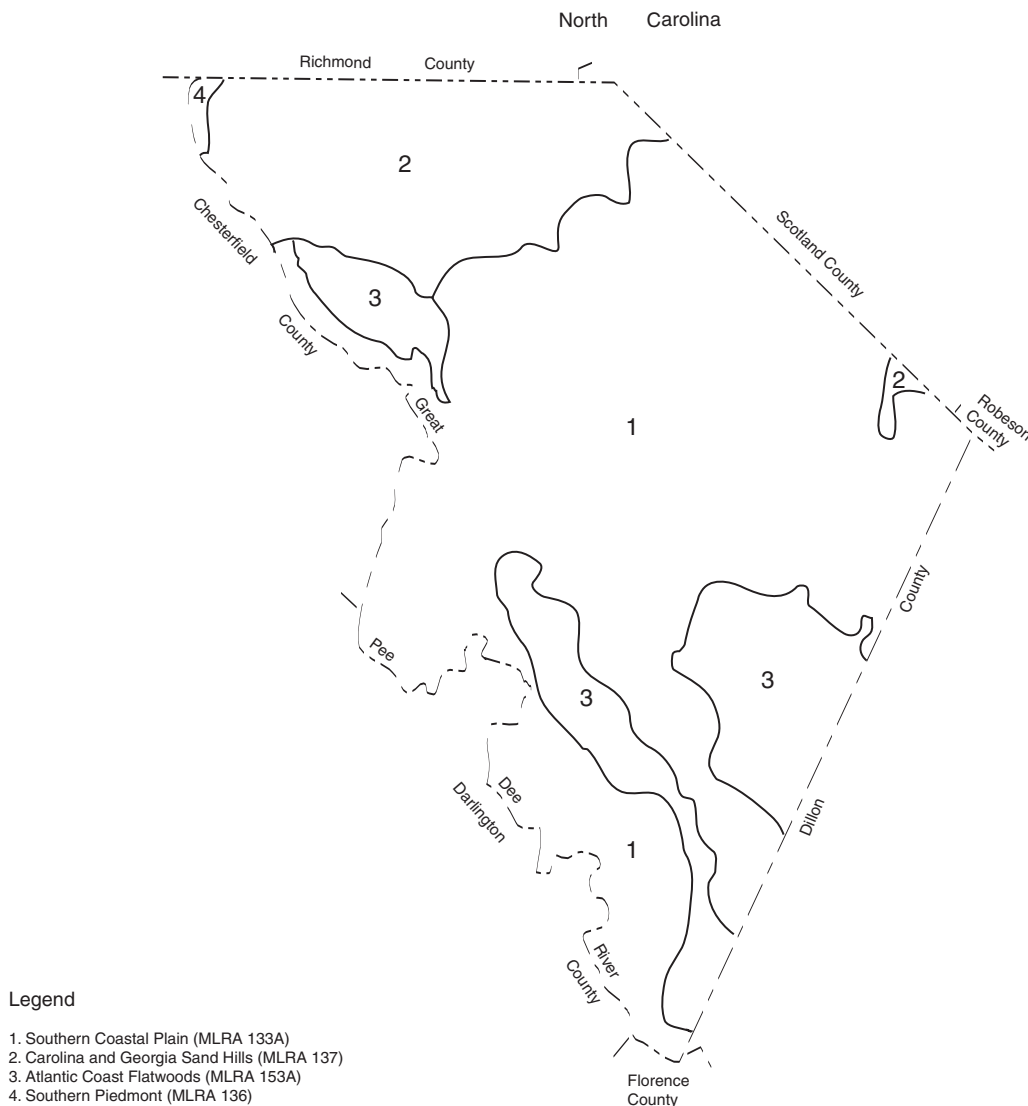 North Carolina
Richmond County
4
2
Chesterfield
County
Scotland County
3
2
Robeson
County
Great
1
County
Pee
3
3
Dee
Darlington
Dillon
1
River
County
Legend
1. Southern Coastal Plain (MLRA 133A)
2. Carolina and Georgia Sand Hills (MLRA 137)
3. Atlantic Coast Flatwoods (MLRA 153A)
4. Southern Piedmont (MLRA 136)
Florence
County